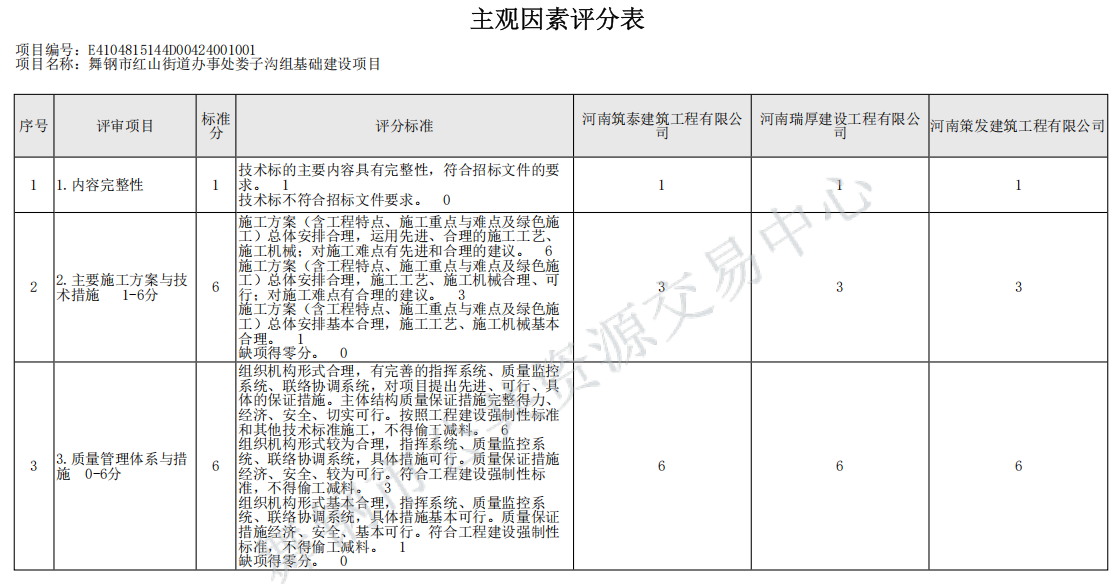 主观因素评分表
项目编号：E4104815144D00424001001
项目名称：舞钢市红山街道办事处娄子沟组基础建设项目
序号
评审项目
标准
分
评分标准
河南筑泰建筑工程有限公
司
河南瑞厚建设工程有限公
司
河南策发建筑工程有限公司
1
1.内容完整性
1
技术标的主要内容具有完整性，符合招标文件的要
求。 1
技术标不符合招标文件要求。 0
1
1
1
2
2.主要施工方案与技
术措施 1-6分
6
施工方案（含工程特点、施工重点与难点及绿色施
工）总体安排合理，运用先进、合理的施工工艺、
施工机械；对施工难点有先进和合理的建议。 6
施工方案（含工程特点、施工重点与难点及绿色施
工）总体安排合理，施工工艺、施工机械合理、可
行；对施工难点有合理的建议。 3
施工方案（含工程特点、施工重点与难点及绿色施
工）总体安排基本合理，施工工艺、施工机械基本
合理。 1
缺项得零分。 0
3
3
3
3
3.质量管理体系与措
施 0-6分
6
组织机构形式合理，有完善的指挥系统、质量监控
系统、联络协调系统，对项目提出先进、可行、具
体的保证措施。主体结构质量保证措施完整得力、
经济、安全、切实可行。按照工程建设强制性标准
和其他技术标准施工，不得偷工减料。 6
组织机构形式较为合理，指挥系统、质量监控系
统、联络协调系统，具体措施可行。质量保证措施
经济、安全、较为可行。符合工程建设强制性标
准，不得偷工减料。 3
组织机构形式基本合理，指挥系统、质量监控系
统、联络协调系统，具体措施基本可行。质量保证
措施经济、安全、基本可行。符合工程建设强制性
标准，不得偷工减料。 1
缺项得零分。 0
6
6
6
舞钢市公共资源交易中心